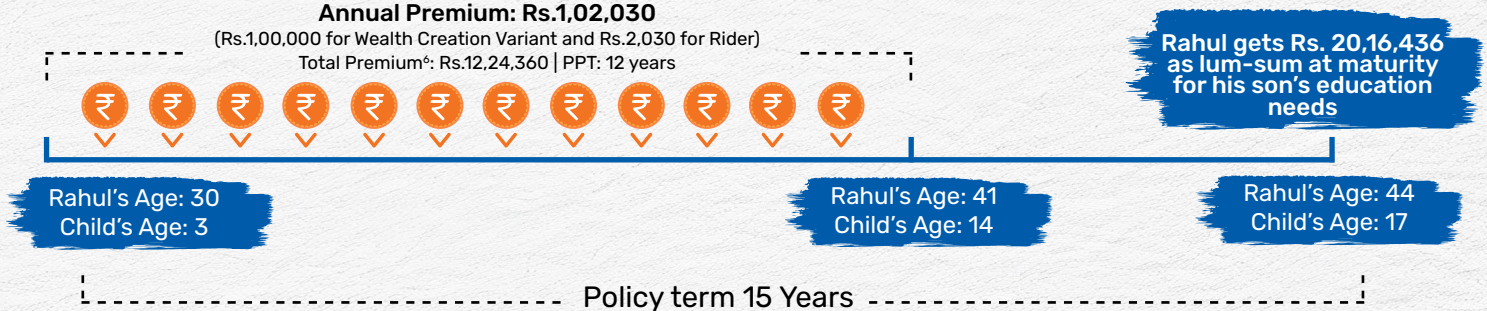 Annual Premium: Rs.1,02,030
(Rs.1,00,000 for Wealth Creation Variant and Rs.2,030 for Rider)
Total Premium⁶: Rs.12,24,360 | PPT: 12 years
Rahul gets Rs. 20,16,436
as lum-sum at maturity
for his son's education
needs
₹ ₹ ₹ ₹ ₹ ₹ ₹ ₹ ₹ ₹ ₹ ₹
Rahul's Age: 30
Child's Age: 3
Rahul's Age: 41
Child's Age: 14
Rahul's Age: 44
Child's Age: 17
Policy term 15 Years